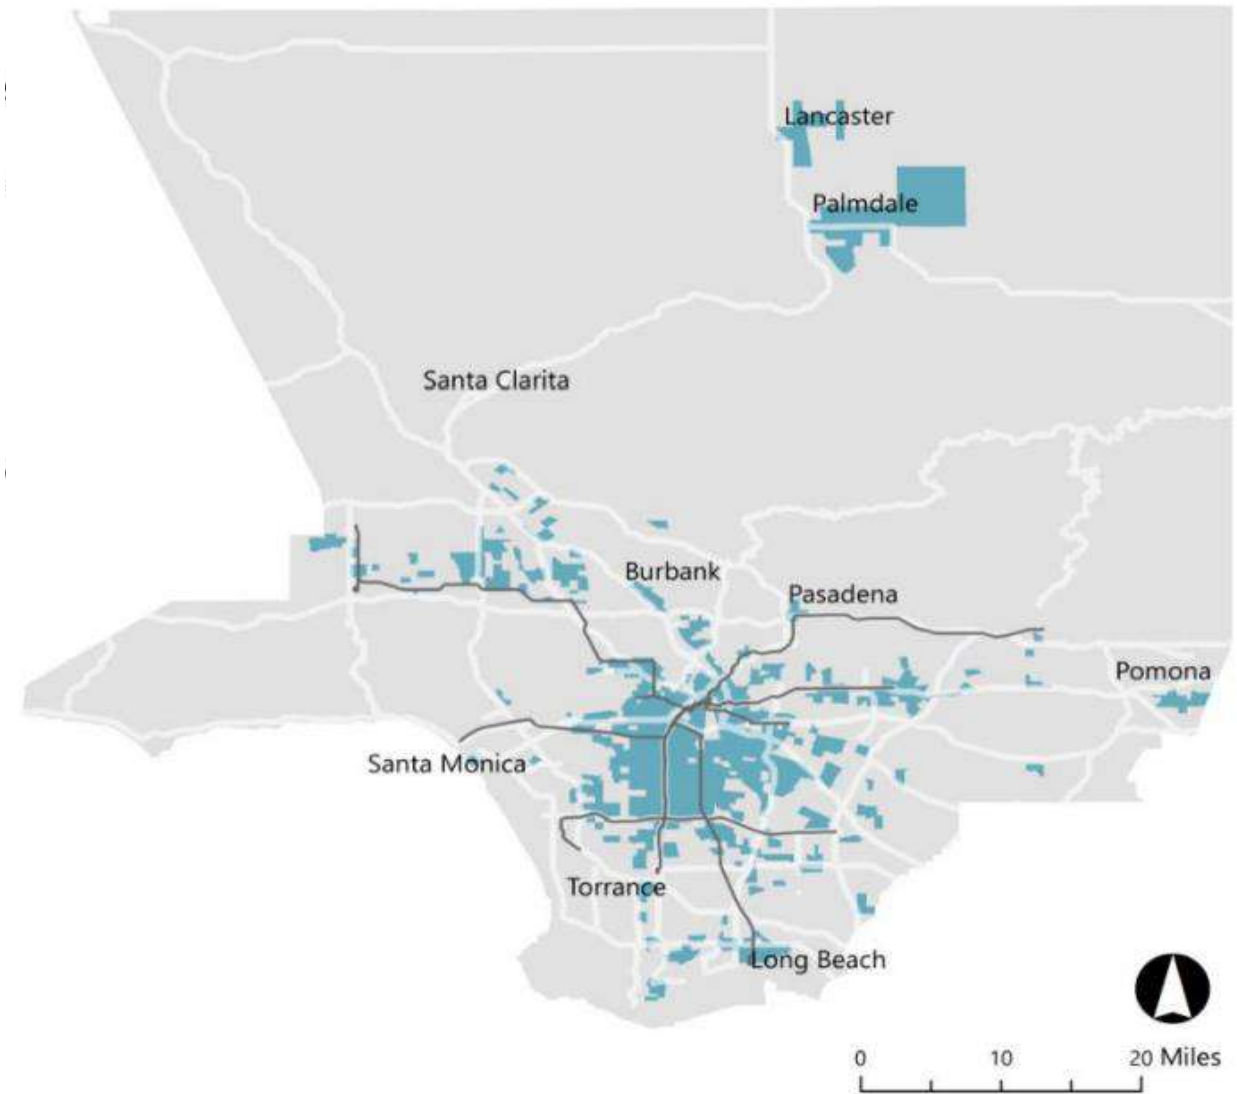 Lancaster
Palmdale
Santa Clarita
Burbank
Pasadena
Pomona
Santa Monica
Torrance
Long Beach
0 10 20 Miles